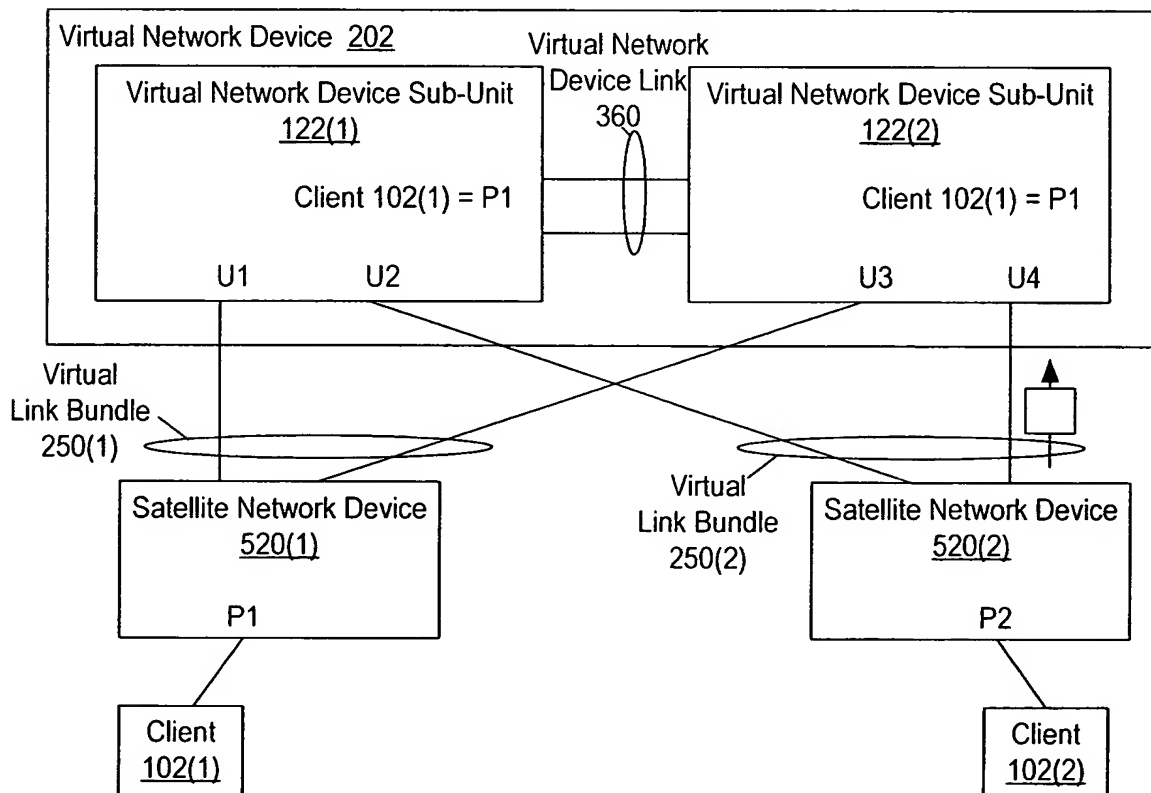 Virtual Network Device 202
Virtual Network
Device Link
360
Virtual Network Device Sub-Unit
122(1)
Client 102(1) = P1
U1
U2
Virtual Network Device Sub-Unit
122(2)
Client 102(1) = P1
U3
U4
Virtual
Link Bundle
250(1)
Virtual
Link Bundle
250(2)
Satellite Network Device
520(1)
P1
Satellite Network Device
520(2)
P2
Client
102(1)
Client
102(2)